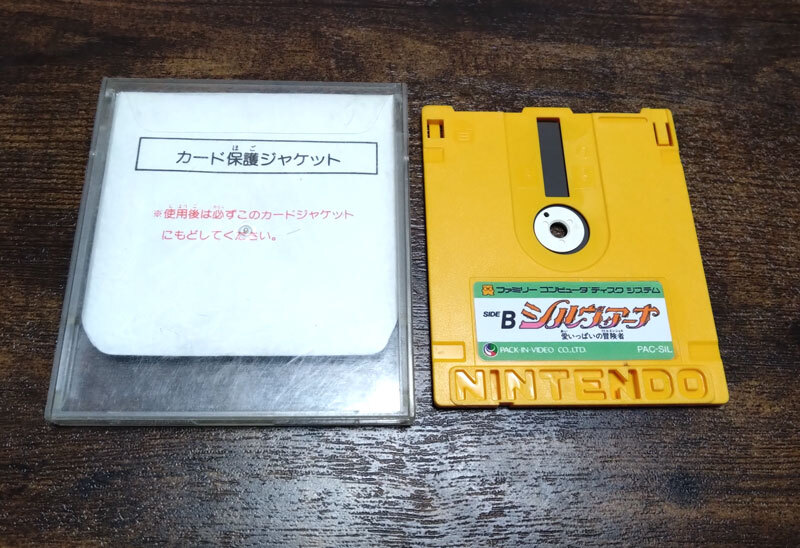 カード保護ジャケット
※使用後は必ずこのカードジャケット
にもどしてください。
ファミリー コンピュータ ディスク システム
SIDE B シルヴィアーナ
愛いっぱいの冒険者
PACK-IN-VIDEO CO.,LTD. PAC-SIL
NINTENDO